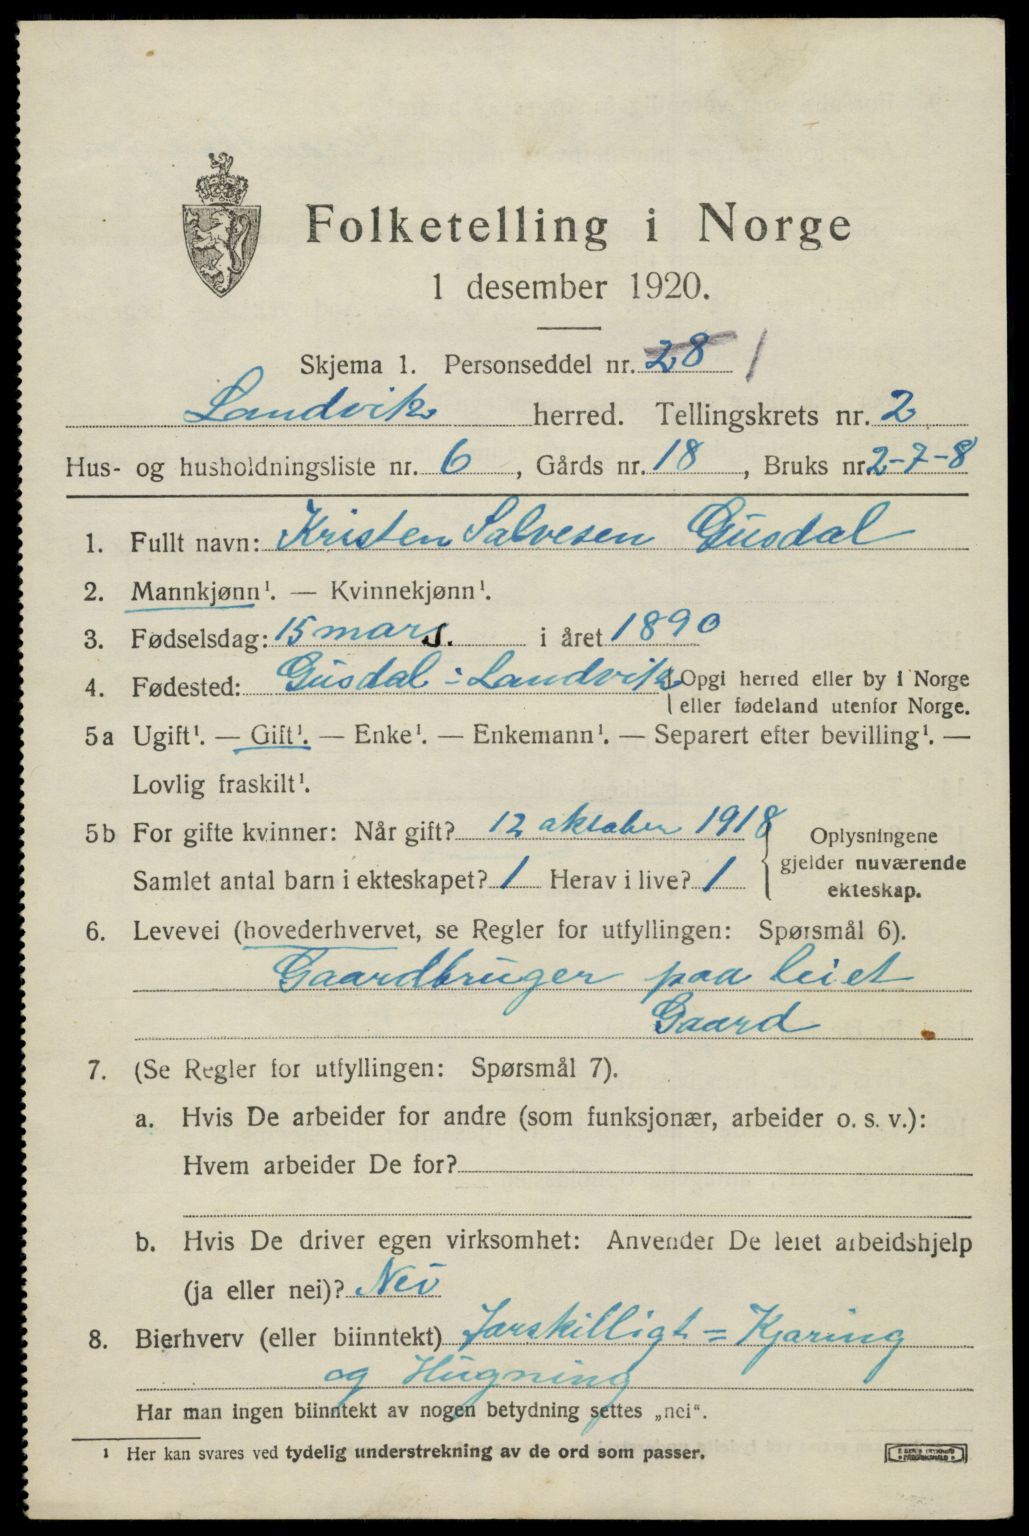 Folketelling i Norge
1 desember 1920.
Skjema 1. Personseddel nr. 28 1
Landvik herred. Tellingskrets nr. 2
Hus- og husholdningsliste nr. 6, Gårds nr. 18, Bruks nr. 2-7-8
1. Fullt navn: Kristen Salvesen Gusdal
2. Mannkjønn¹. — Kvinnekjønn¹.
3. Fødselsdag: 15 mars. i året 1890
4. Fødested: Gusdal i Landvik {Opgi herred eller by i Norge
eller fødeland utenfor Norge.
5a Ugift¹. — Gift¹. — Enke¹. — Enkemann¹. — Separert efter bevilling¹. —
Lovlig fraskilt¹.
5b For gifte kvinner: Når gift? 12 oktober 1918
Samlet antal barn i ekteskapet? 1 Herav i live? 1
Oplysningene
gjelder nuværende
ekteskap.
6. Levevei (hovederhvervet, se Regler for utfyllingen: Spørsmål 6).
Gaardbruger paa leiet
Gaard
7. (Se Regler for utfyllingen: Spørsmål 7).
a. Hvis De arbeider for andre (som funksjonær, arbeider o. s. v.):
Hvem arbeider De for?
b. Hvis De driver egen virksomhet: Anvender De leiet arbeidshjelp
(ja eller nei)? Nei
8. Bierhverv (eller biinntekt) Forskilligt = Kjøring
og Hugning
Har man ingen biinntekt av nogen betydning settes „nei“.
¹ Her kan svares ved tydelig understrekning av de ord som passer.